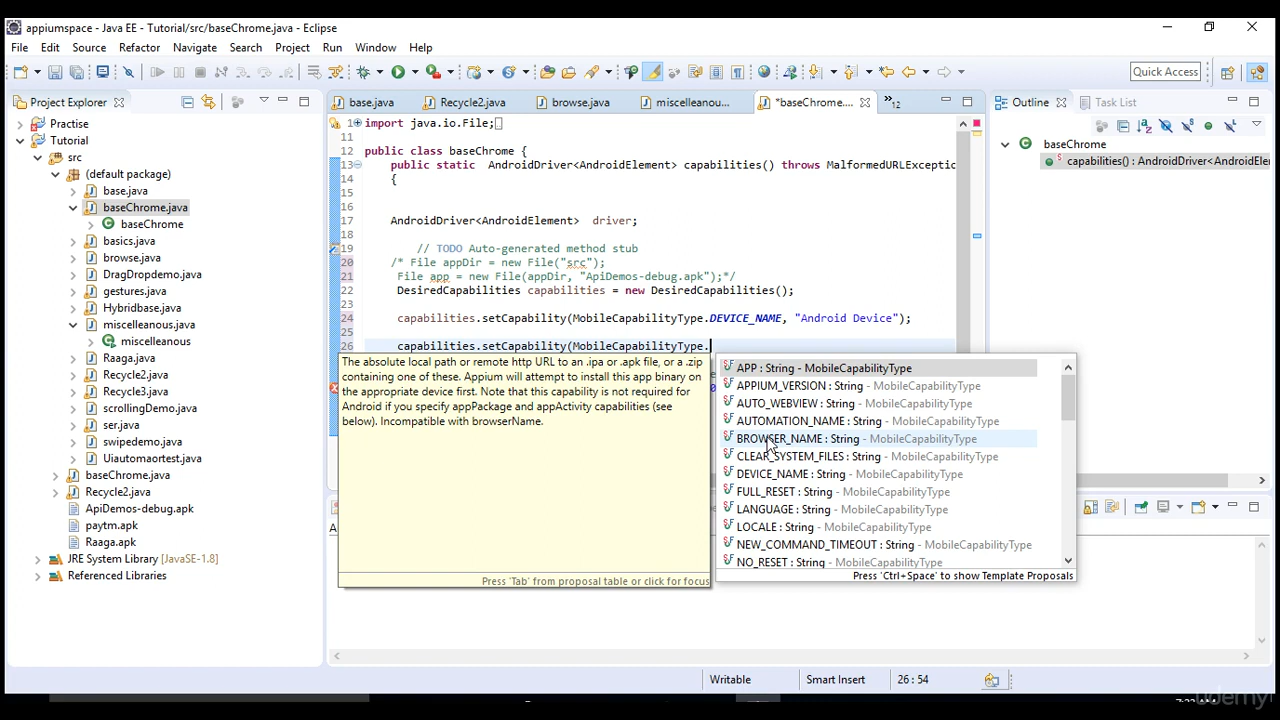 appiumspace - Java EE - Tutorial/src/baseChrome.java - Eclipse
File Edit Source Refactor Navigate Search Project Run Window Help
Quick Access
Project Explorer
base.java Recycle2.java browse.java miscelleanou... *baseChrome.... »12
Outline Task List
Practise
Tutorial
src
(default package)
base.java
baseChrome.java
baseChrome
basics.java
browse.java
DragDropdemo.java
gestures.java
Hybridbase.java
miscelleanous.java
miscelleanous
Raaga.java
Recycle2.java
Recycle3.java
scrollingDemo.java
ser.java
swipedemo.java
Uiautomaortest.java
baseChrome.java
Recycle2.java
ApiDemos-debug.apk
paytm.apk
Raaga.apk
JRE System Library [JavaSE-1.8]
Referenced Libraries
1 import java.io.File;
11
12 public class baseChrome {
13 public static AndroidDriver<AndroidElement> capabilities() throws MalformedURLException
14 {
15
16
17 AndroidDriver<AndroidElement> driver;
18
19 // TODO Auto-generated method stub
20 /* File appDir = new File("src");
21 File app = new File(appDir, "ApiDemos-debug.apk");*/
22 DesiredCapabilities capabilities = new DesiredCapabilities();
23
24 capabilities.setCapability(MobileCapabilityType.DEVICE_NAME, "Android Device");
25
26 capabilities.setCapability(MobileCapabilityType.
The absolute local path or remote http URL to an .ipa or .apk file, or a .zip
containing one of these. Appium will attempt to install this app binary on
the appropriate device first. Note that this capability is not required for
Android if you specify appPackage and appActivity capabilities (see
below). Incompatible with browserName.
Press 'Tab' from proposal table or click for focus
APP : String - MobileCapabilityType
APPIUM_VERSION : String - MobileCapabilityType
AUTO_WEBVIEW : String - MobileCapabilityType
AUTOMATION_NAME : String - MobileCapabilityType
BROWSER_NAME : String - MobileCapabilityType
CLEAR_SYSTEM_FILES : String - MobileCapabilityType
DEVICE_NAME : String - MobileCapabilityType
FULL_RESET : String - MobileCapabilityType
LANGUAGE : String - MobileCapabilityType
LOCALE : String - MobileCapabilityType
NEW_COMMAND_TIMEOUT : String - MobileCapabilityType
NO_RESET : String - MobileCapabilityType
Press 'Ctrl+Space' to show Template Proposals
baseChrome
capabilities() : AndroidDriver<AndroidEle
Writable Smart Insert 26 : 54
udemy